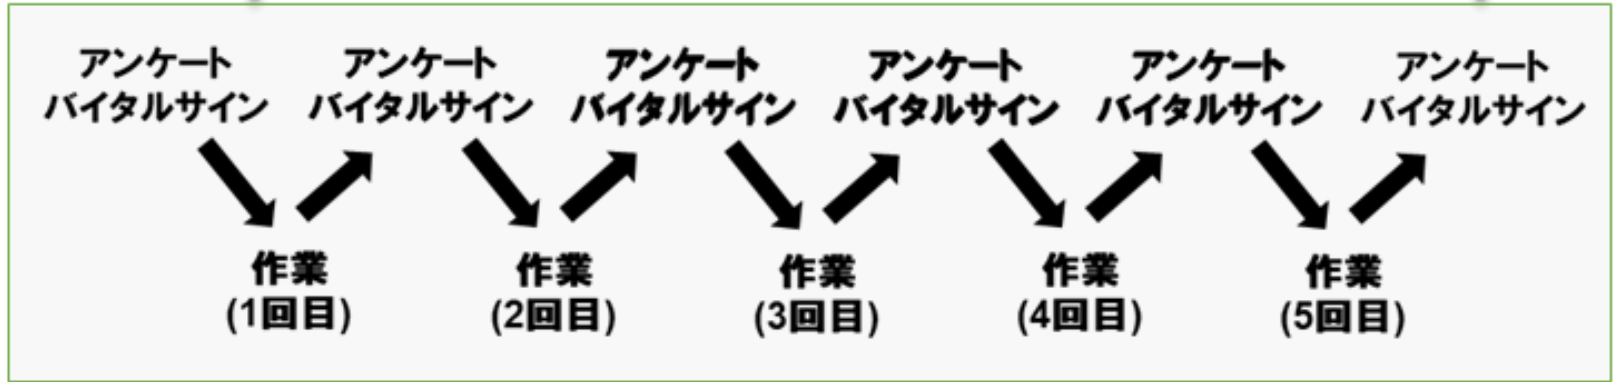 アンケート
バイタルサイン
アンケート
バイタルサイン
アンケート
バイタルサイン
アンケート
バイタルサイン
アンケート
バイタルサイン
アンケート
バイタルサイン
作業
(1回目)
作業
(2回目)
作業
(3回目)
作業
(4回目)
作業
(5回目)